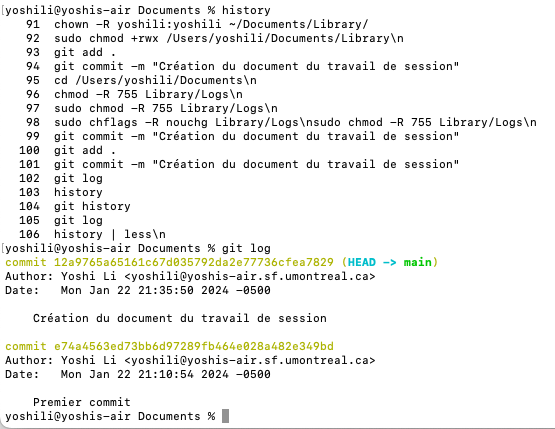 [yoshili@yoshis-air Documents % history
91 chown -R yoshili:yoshili ~/Documents/Library/
92 sudo chmod +rwx /Users/yoshili/Documents/Library\n
93 git add .
94 git commit -m "Création du document du travail de session"
95 cd /Users/yoshili/Documents\n
96 chmod -R 755 Library/Logs\n
97 sudo chmod -R 755 Library/Logs\n
98 sudo chflags -R nouchg Library/Logs\nsudo chmod -R 755 Library/Logs\n
99 git commit -m "Création du document du travail de session"
100 git add .
101 git commit -m "Création du document du travail de session"
102 git log
103 history
104 git history
105 git log
106 history | less\n
[yoshili@yoshis-air Documents % git log
commit 12a9765a65161c67d035792da2e77736cfea7829 (HEAD -> main)
Author: Yoshi Li <yoshili@yoshis-air.sf.umontreal.ca>
Date: Mon Jan 22 21:35:50 2024 -0500
Création du document du travail de session
commit e74a4563ed73bb6d97289fb464e028a482e349bd
Author: Yoshi Li <yoshili@yoshis-air.sf.umontreal.ca>
Date: Mon Jan 22 21:10:54 2024 -0500
Premier commit
yoshili@yoshis-air Documents %